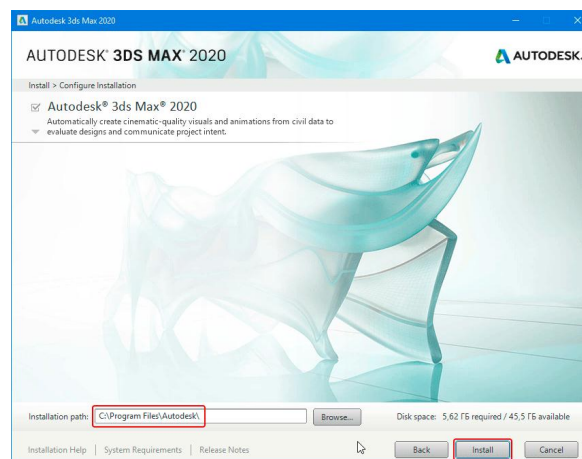 Autodesk 3ds Max 2020
AUTODESK® 3DS MAX® 2020
AUTODESK.
Install > Configure Installation
Autodesk® 3ds Max® 2020
Automatically create cinematic-quality visuals and animations from civil data to
evaluate designs and communicate project intent.
Installation path: C:\Program Files\Autodesk\ Browse... Disk space: 5,62 ГБ required / 45,5 ГБ available
Installation Help | System Requirements | Release Notes Back Install Cancel